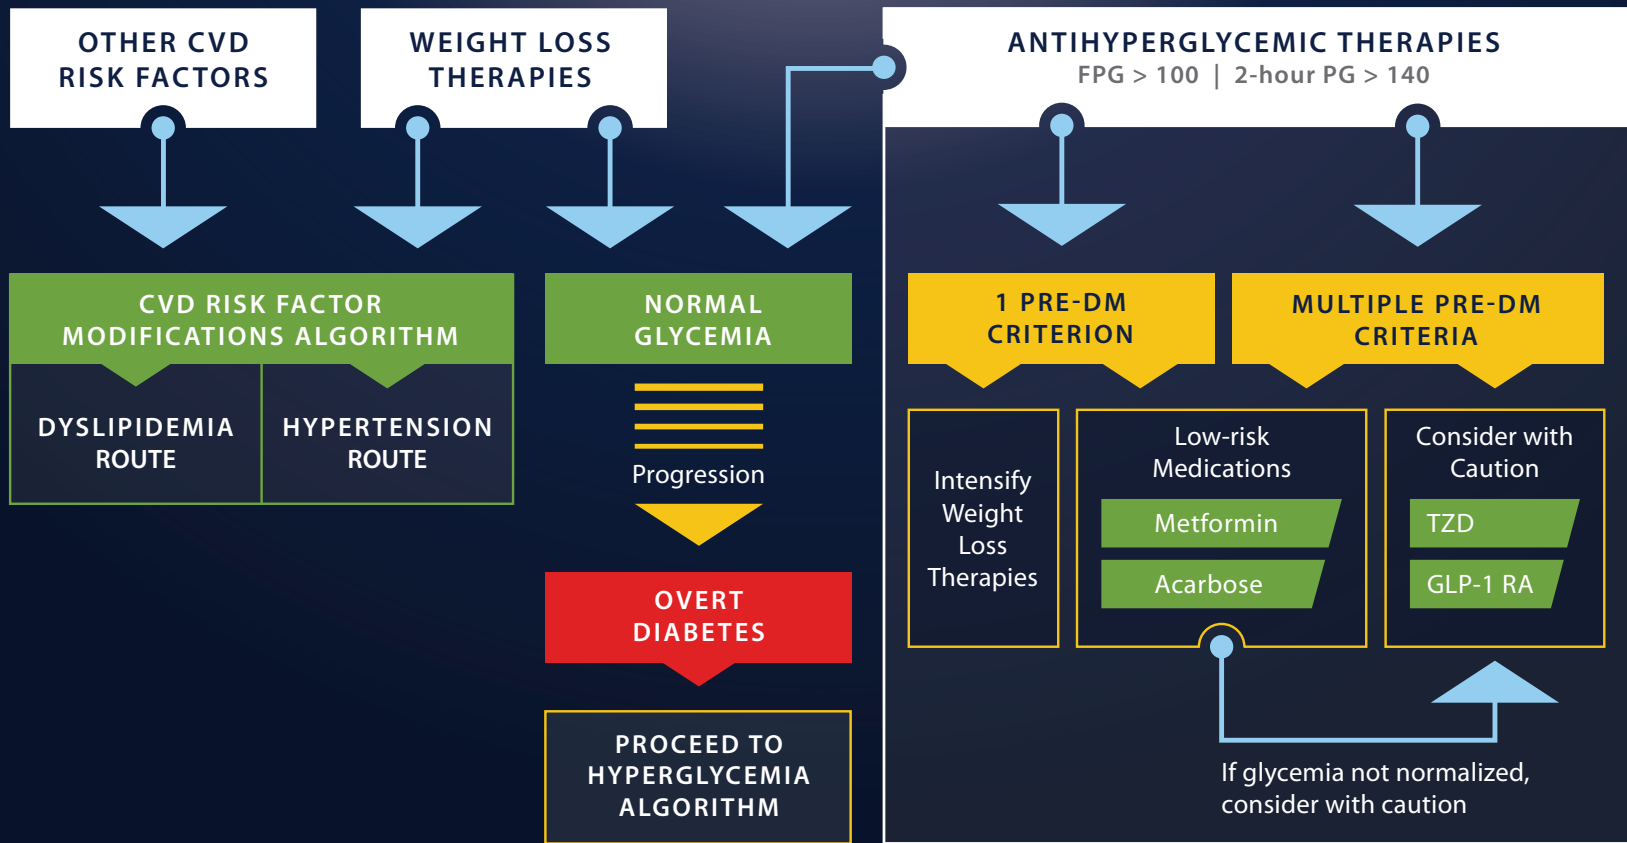 OTHER CVD
RISK FACTORS
WEIGHT LOSS
THERAPIES
ANTIHYPERGLYCEMIC THERAPIES
FPG > 100 | 2-hour PG > 140
CVD RISK FACTOR
MODIFICATIONS ALGORITHM
DYSLIPIDEMIA
ROUTE
HYPERTENSION
ROUTE
NORMAL
GLYCEMIA
Progression
OVERT
DIABETES
PROCEED TO
HYPERGLYCEMIA
ALGORITHM
1 PRE-DM
CRITERION
MULTIPLE PRE-DM
CRITERIA
Intensify
Weight
Loss
Therapies
Low-risk
Medications
Metformin
Acarbose
Consider with
Caution
TZD
GLP-1 RA
If glycemia not normalized,
consider with caution